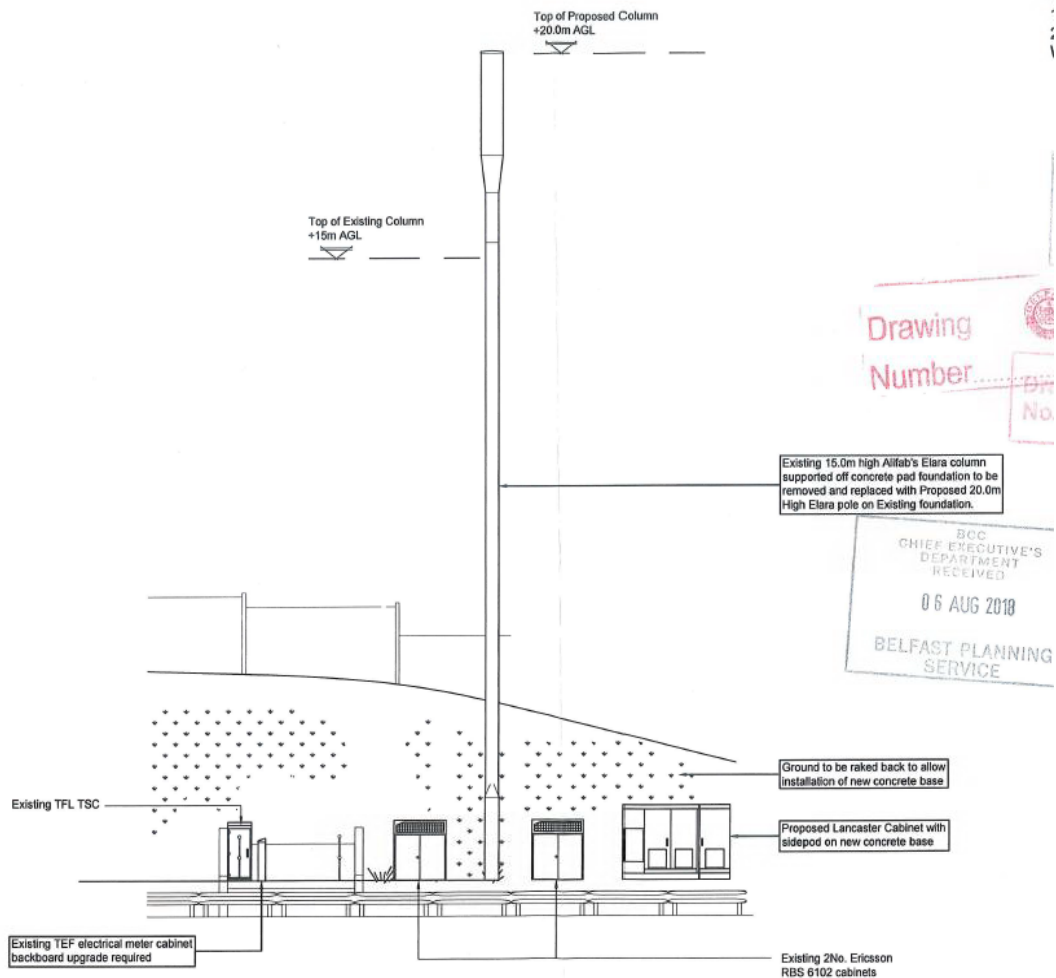 Top of Proposed Column
+20.0m AGL
Top of Existing Column
+15m AGL
Drawing
Number..........
No.
Existing 15.0m high Alifab's Elara column
supported off concrete pad foundation to be
removed and replaced with Proposed 20.0m
High Elara pole on Existing foundation.
BCC
CHIEF EXECUTIVE'S
DEPARTMENT
RECEIVED
06 AUG 2018
BELFAST PLANNING
SERVICE
Ground to be raked back to allow
installation of new concrete base
Existing TFL TSC
Proposed Lancaster Cabinet with
sidepod on new concrete base
Existing TEF electrical meter cabinet
backboard upgrade required
Existing 2No. Ericsson
RBS 6102 cabinets